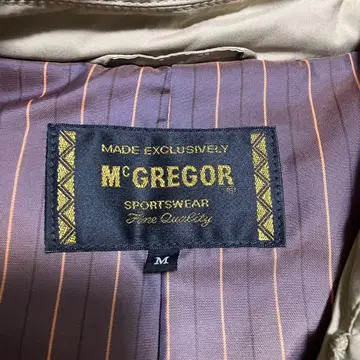 MADE EXCLUSIVELY
McGREGOR
SPORTSWEAR
Fine Quality
M